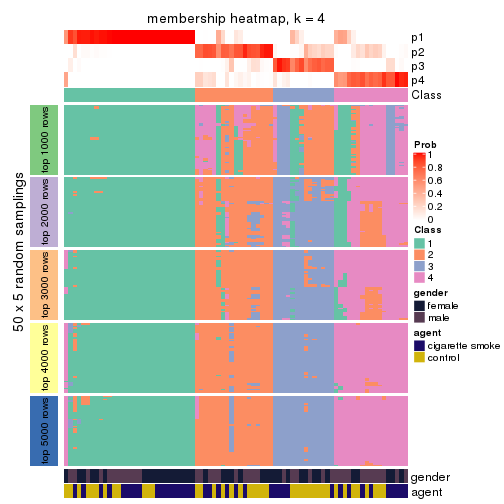 membership heatmap, k = 4
p1
p2
p3
p4
Class
50 x 5 random samplings
top 1000 rows
top 2000 rows
top 3000 rows
top 4000 rows
top 5000 rows
Prob
1
0.8
0.6
0.4
0.2
0
Class
1
2
3
4
gender
female
male
agent
cigarette smoke
control
gender
agent